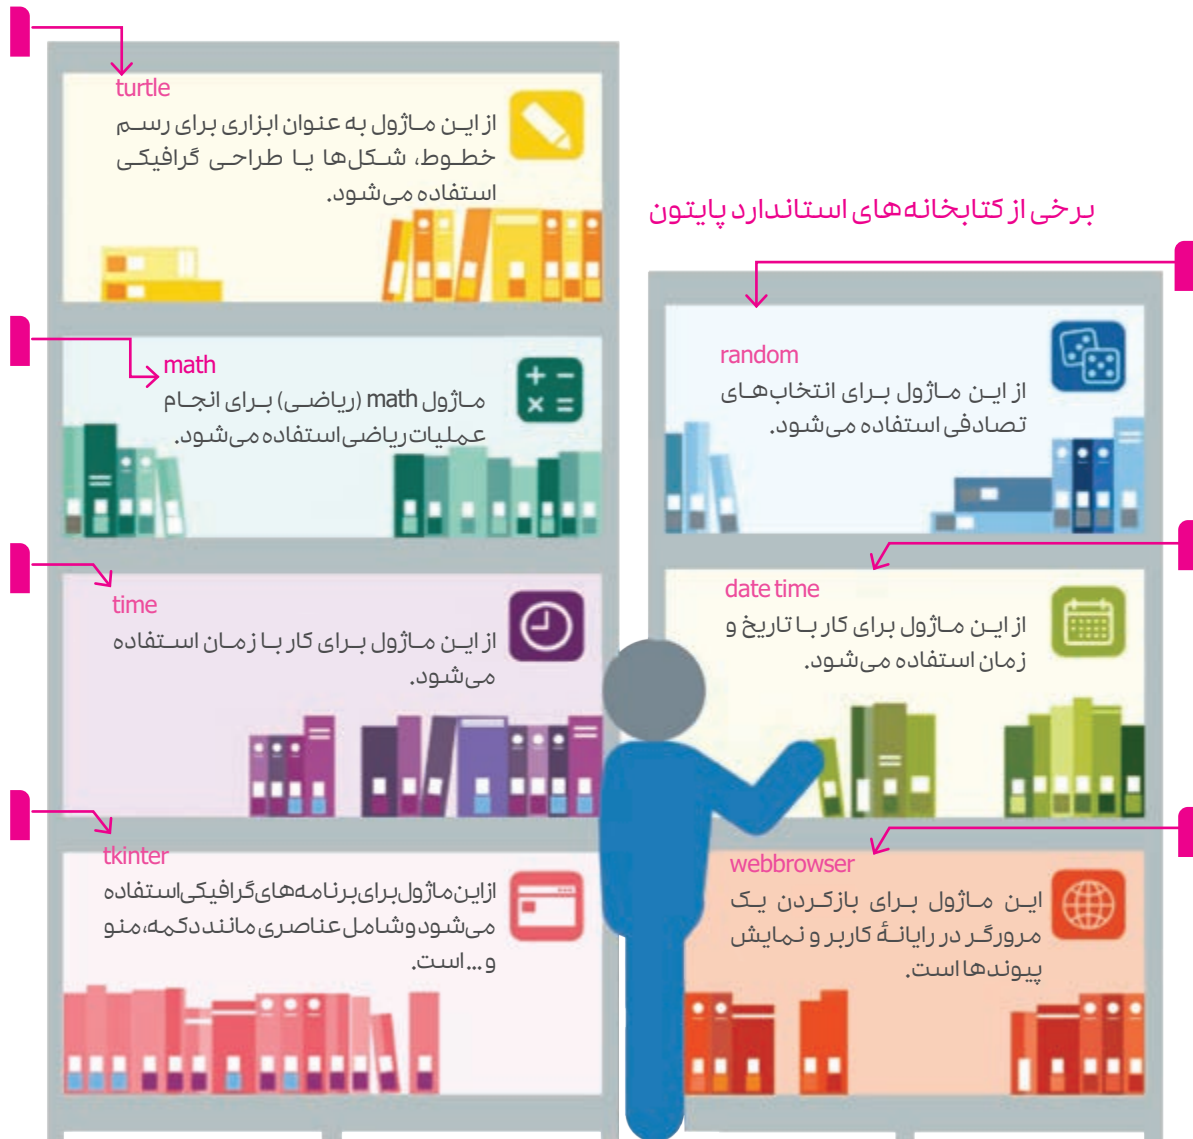 برخی از کتابخانه‌های استاندارد پایتون
random
از این ماژول برای انتخاب‌های
تصادفی استفاده می‌شود.
date time
از این ماژول برای کار با تاریخ و
زمان استفاده می‌شود.
webbrowser
این ماژول برای بازکردن یک
مرورگر در رایانهٔ کاربر و نمایش
پیوندها است.
turtle
از این ماژول به عنوان ابزاری برای رسم
خطوط، شکل‌ها یا طراحی گرافیکی
استفاده می‌شود.
math
ماژول math (ریاضی) برای انجام
عملیات ریاضی استفاده می‌شود.
time
از این ماژول برای کار با زمان استفاده
می‌شود.
tkinter
از این ماژول برای برنامه‌های گرافیکی استفاده
می‌شود و شامل عناصری مانند دکمه، منو
و ... است.